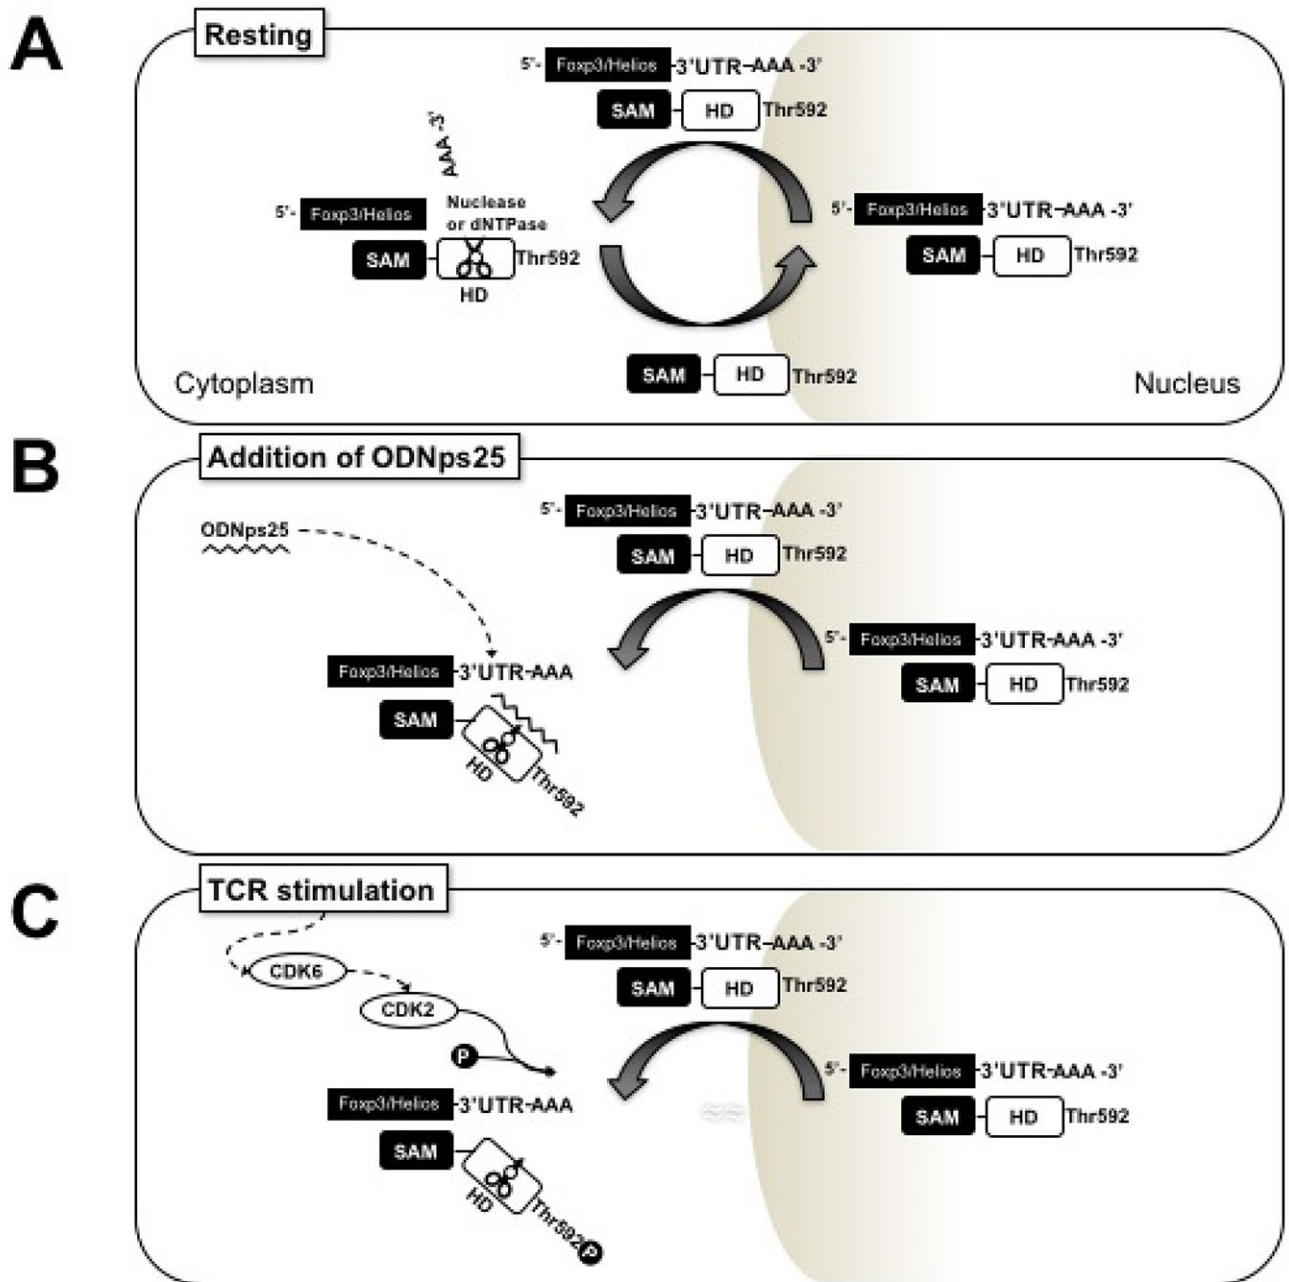 A
Resting
5'- Foxp3/Helios -3'UTR-AAA -3'
SAM HD Thr592
AAA -3'
5'- Foxp3/Helios
Nuclease
or dNTPase
SAM Thr592
HD
5'- Foxp3/Helios 3'UTR-AAA -3'
SAM HD Thr592
SAM HD Thr592
Cytoplasm
Nucleus
B
Addition of ODNps25
ODNps25
5'- Foxp3/Helios -3'UTR-AAA -3'
SAM HD Thr592
5'- Foxp3/Helios -3'UTR-AAA -3'
SAM HD Thr592
Foxp3/Helios -3'UTR-AAA
SAM
HD
Thr592
C
TCR stimulation
CDK6
CDK2
P
5'- Foxp3/Helios -3'UTR-AAA -3'
SAM HD Thr592
5'- Foxp3/Helios -3'UTR-AAA -3'
SAM HD Thr592
Foxp3/Helios -3'UTR-AAA
SAM
HD
Thr592 P